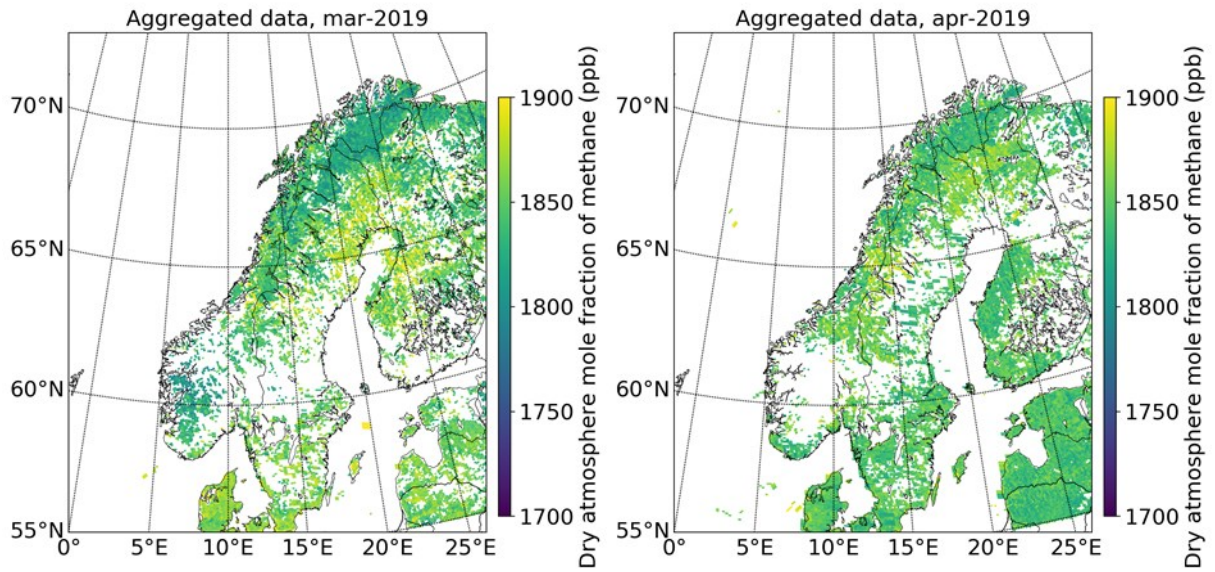 Aggregated data, mar-2019
70°N
65°N
60°N
55°N
0°
5°E
10°E
15°E
20°E
25°E
1900
1850
1800
1750
1700
Dry atmosphere mole fraction of methane (ppb)
Aggregated data, apr-2019
70°N
65°N
60°N
55°N
0°
5°E
10°E
15°E
20°E
25°E
1900
1850
1800
1750
1700
Dry atmosphere mole fraction of methane (ppb)